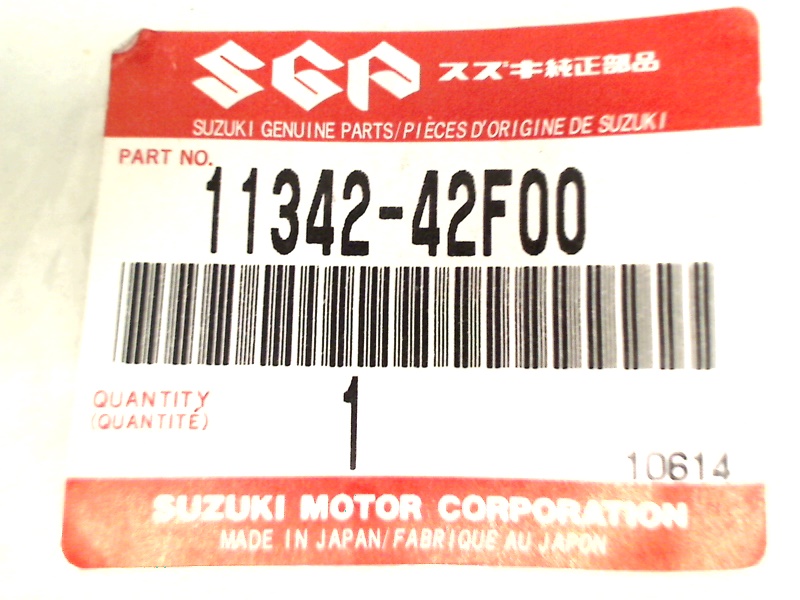 SGP スズキ純正部品
SUZUKI GENUINE PARTS/PIÈCES D'ORIGINE DE SUZUKI
PART NO.
11342-42F00
QUANTITY
(QUANTITÉ)
1
10614
SUZUKI MOTOR CORPORATION
MADE IN JAPAN/FABRIQUE AU JAPON